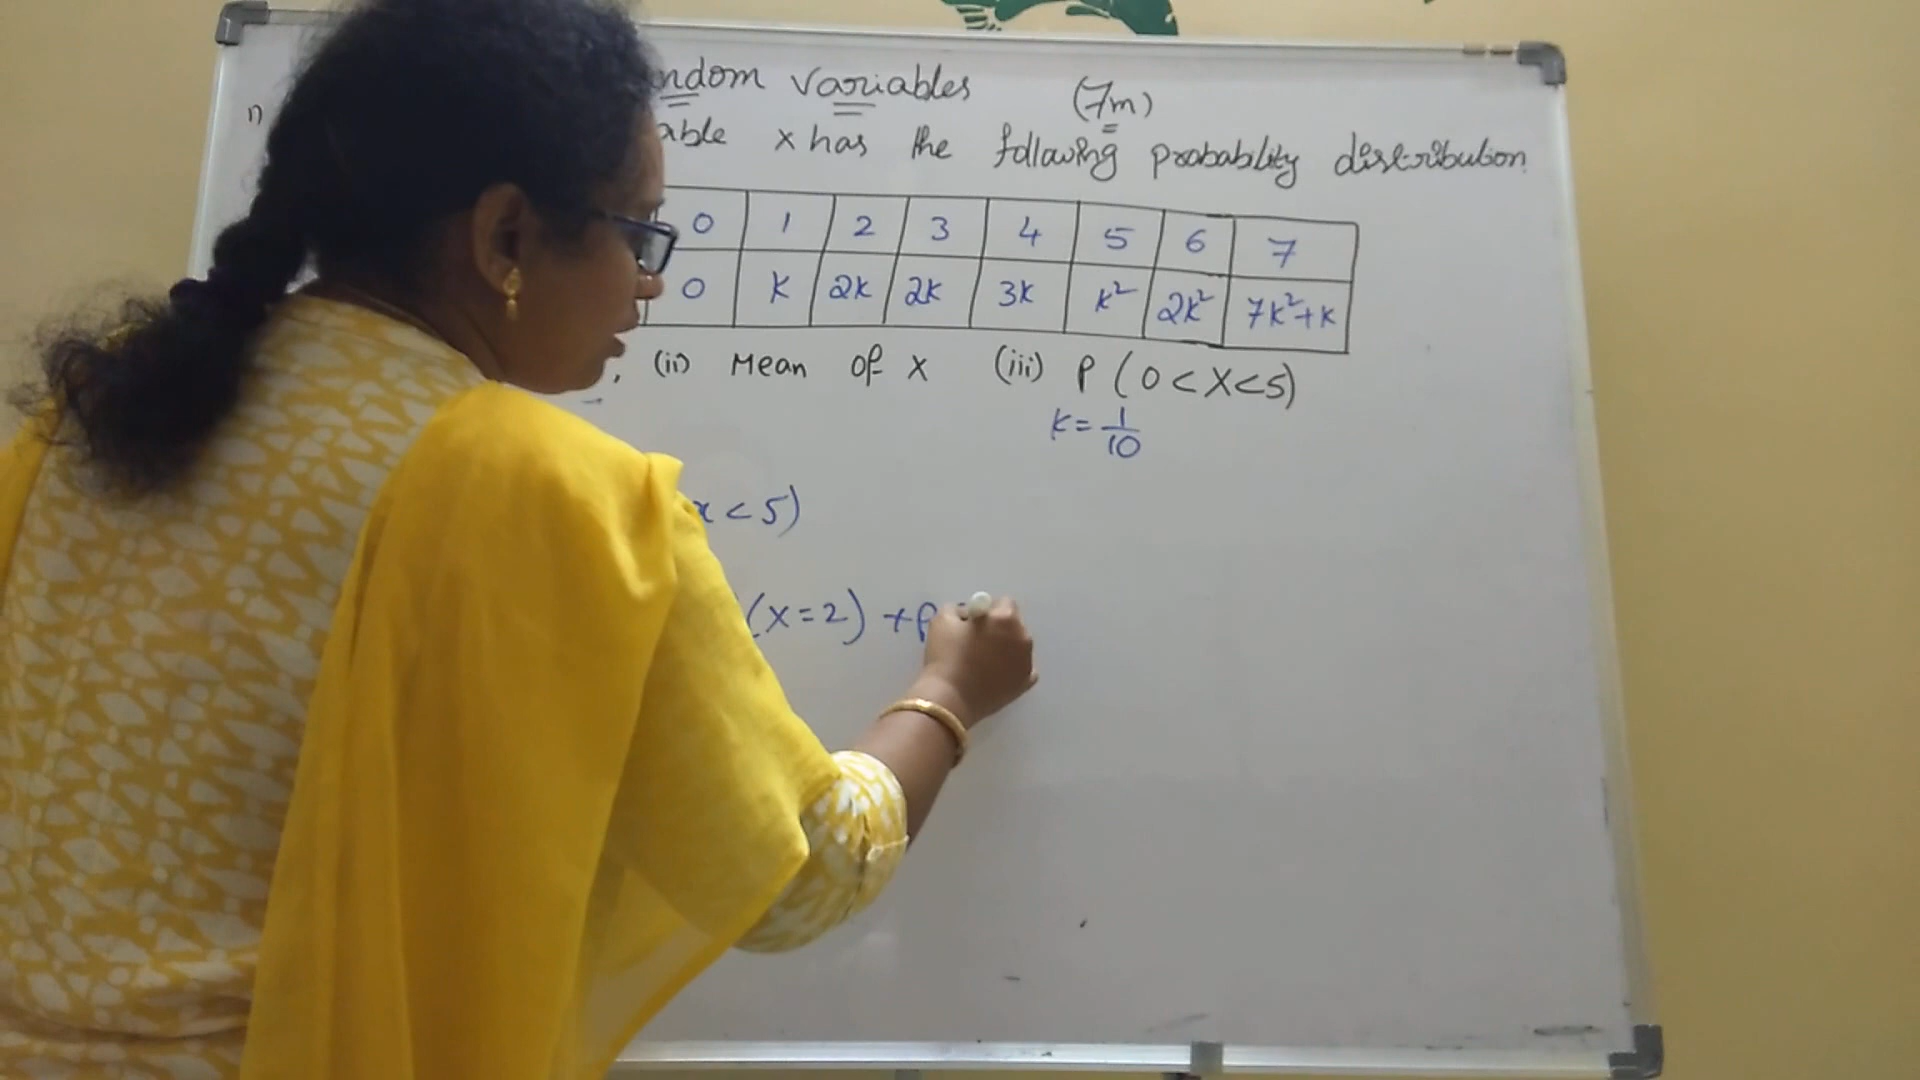 ndom variables (7m)
1) able x has the following probability distribution.
0 1 2 3 4 5 6 7
0 K 2K 2K 3K K² 2K² 7K²+K
, (ii) Mean of X (iii) P(0<X<5)
K = 1/10
x < 5)
(x=2) + P